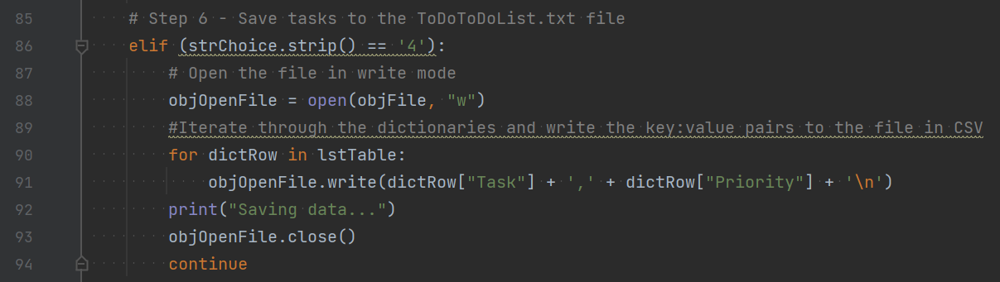 85 # Step 6 - Save tasks to the ToDoToDoList.txt file
86 elif (strChoice.strip() == '4'):
87 # Open the file in write mode
88 objOpenFile = open(objFile, "w")
89 #Iterate through the dictionaries and write the key:value pairs to the file in CSV
90 for dictRow in lstTable:
91 objOpenFile.write(dictRow["Task"] + ',' + dictRow["Priority"] + '\n')
92 print("Saving data...")
93 objOpenFile.close()
94 continue